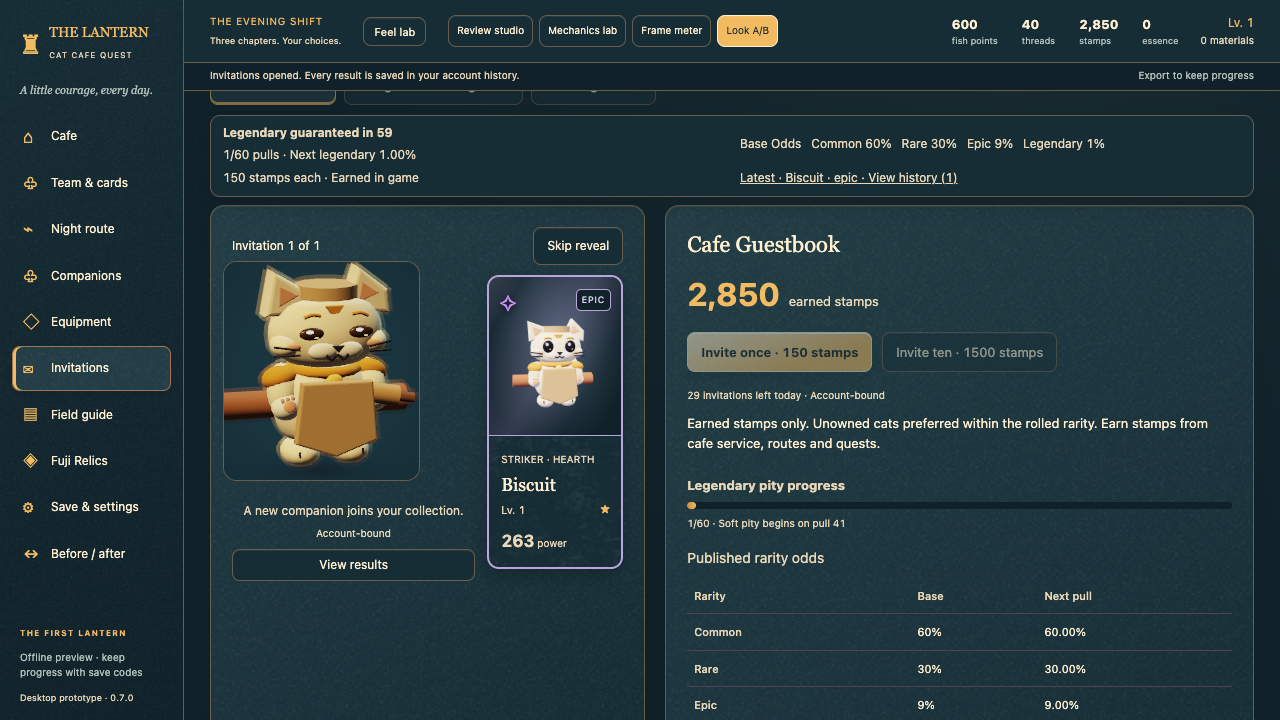 THE LANTERN
CAT CAFE QUEST
A little courage, every day.
Cafe
Team & cards
Night route
Companions
Equipment
Invitations
Field guide
Fuji Relics
Save & settings
Before / after
THE FIRST LANTERN
Offline preview · keep
progress with save codes
Desktop prototype · 0.7.0
THE EVENING SHIFT
Three chapters. Your choices.
Feel lab
Review studio
Mechanics lab
Frame meter
Look A/B
600
fish points
40
threads
2,850
stamps
0
essence
Lv. 1
0 materials
Invitations opened. Every result is saved in your account history.
Export to keep progress
Legendary guaranteed in 59
1/60 pulls · Next legendary 1.00%
150 stamps each · Earned in game
Base Odds Common 60% Rare 30% Epic 9% Legendary 1%
Latest · Biscuit · epic · View history (1)
Invitation 1 of 1
Skip reveal
EPIC
STRIKER · HEARTH
Biscuit
Lv. 1
263 power
A new companion joins your collection.
Account-bound
View results
Cafe Guestbook
2,850 earned stamps
Invite once · 150 stamps
Invite ten · 1500 stamps
29 invitations left today · Account-bound
Earned stamps only. Unowned cats preferred within the rolled rarity. Earn stamps from
cafe service, routes and quests.
Legendary pity progress
1/60 · Soft pity begins on pull 41
Published rarity odds
Rarity Base Next pull
Common 60% 60.00%
Rare 30% 30.00%
Epic 9% 9.00%